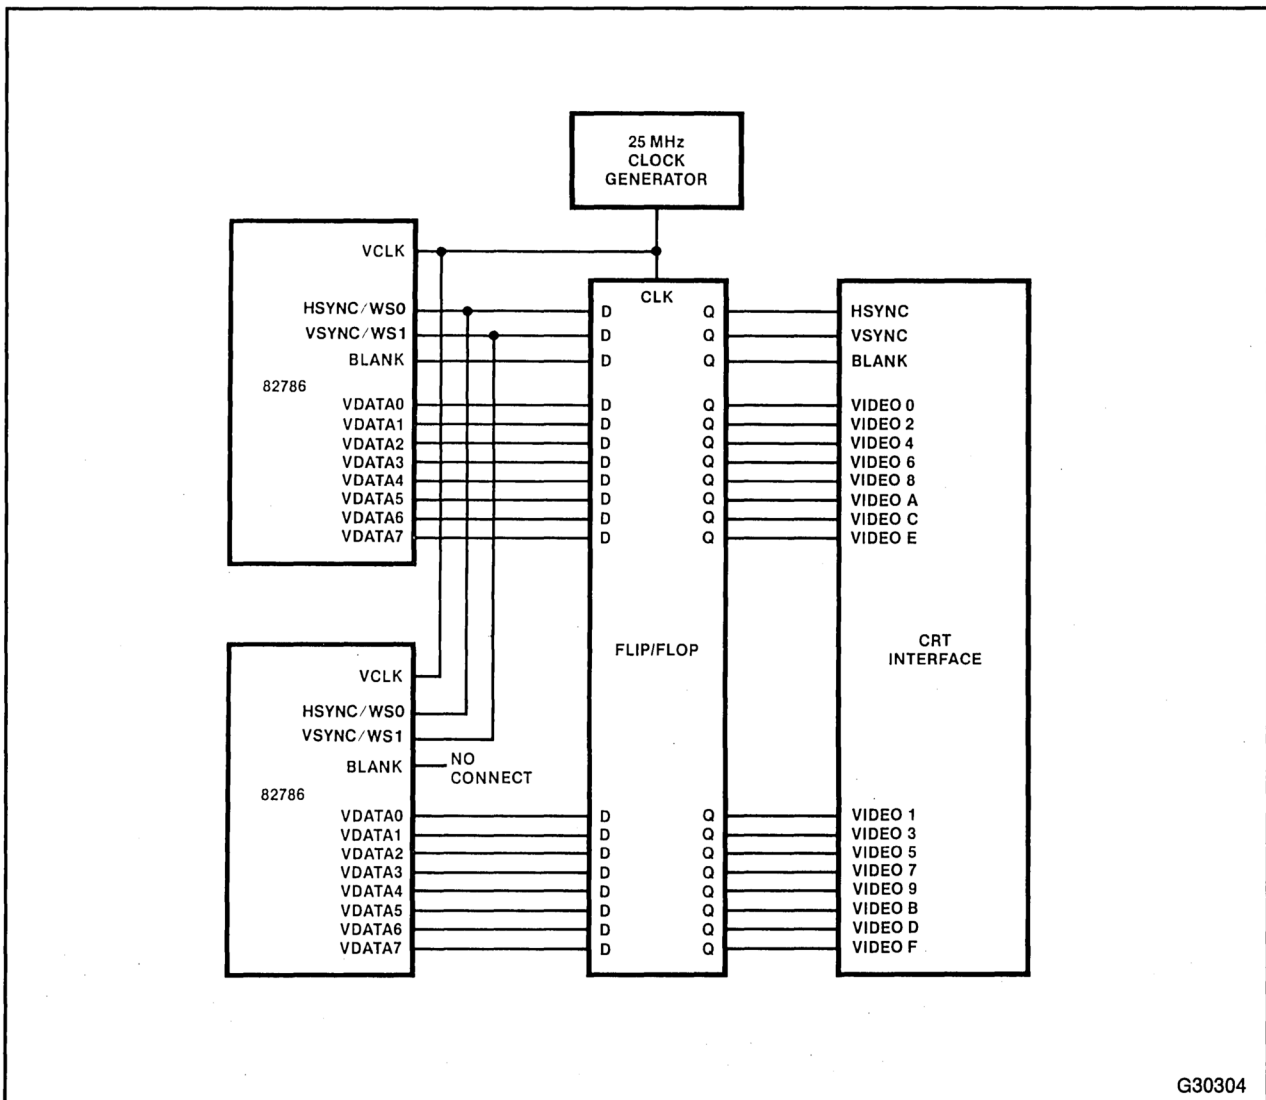 25 MHz
CLOCK
GENERATOR
VCLK
HSYNC/WS0
VSYNC/WS1
BLANK
82786
VDATA0
VDATA1
VDATA2
VDATA3
VDATA4
VDATA5
VDATA6
VDATA7
VCLK
HSYNC/WS0
VSYNC/WS1
BLANK
NO
CONNECT
82786
VDATA0
VDATA1
VDATA2
VDATA3
VDATA4
VDATA5
VDATA6
VDATA7
CLK
D Q
D Q
D Q
D Q
D Q
D Q
D Q
D Q
D Q
D Q
D Q
FLIP/FLOP
D Q
D Q
D Q
D Q
D Q
D Q
D Q
D Q
HSYNC
VSYNC
BLANK
VIDEO 0
VIDEO 2
VIDEO 4
VIDEO 6
VIDEO 8
VIDEO A
VIDEO C
VIDEO E
CRT
INTERFACE
VIDEO 1
VIDEO 3
VIDEO 5
VIDEO 7
VIDEO 9
VIDEO B
VIDEO D
VIDEO F
G30304